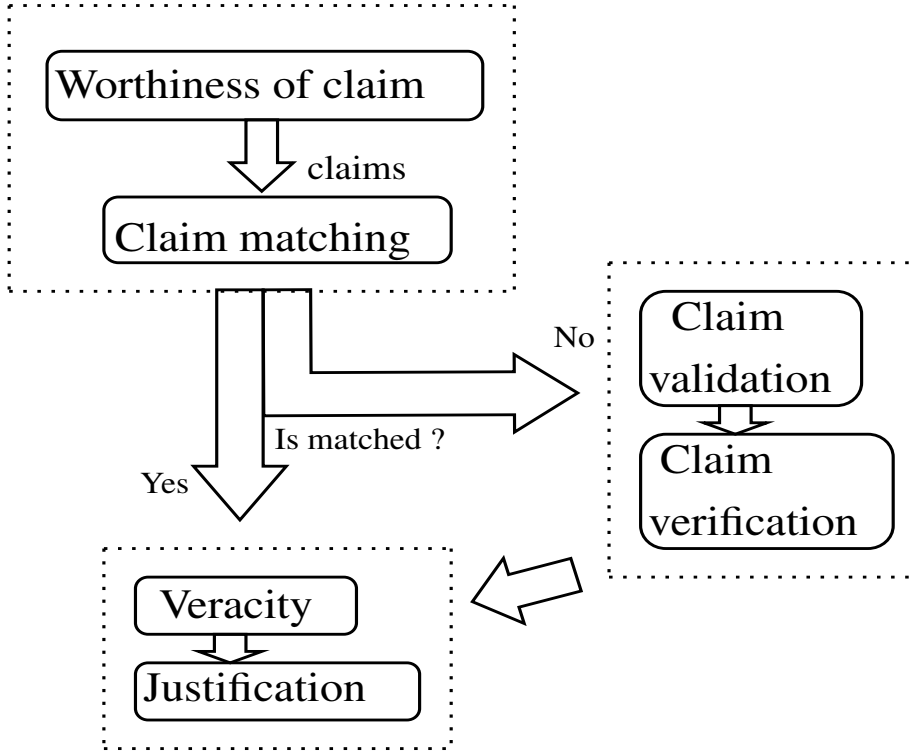 Worthiness of claim
claims
Claim matching
No
Claim
validation
Is matched ?
Yes
Claim
verification
Veracity
Justification